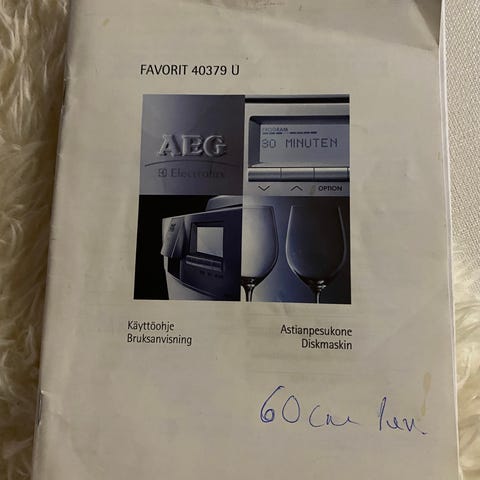 FAVORIT 40379 U
AEG
Electrolux
PROGRAM
30 MINUTEN
OPTION
Käyttöohje
Bruksanvisning
Astianpesukone
Diskmaskin
60 cm